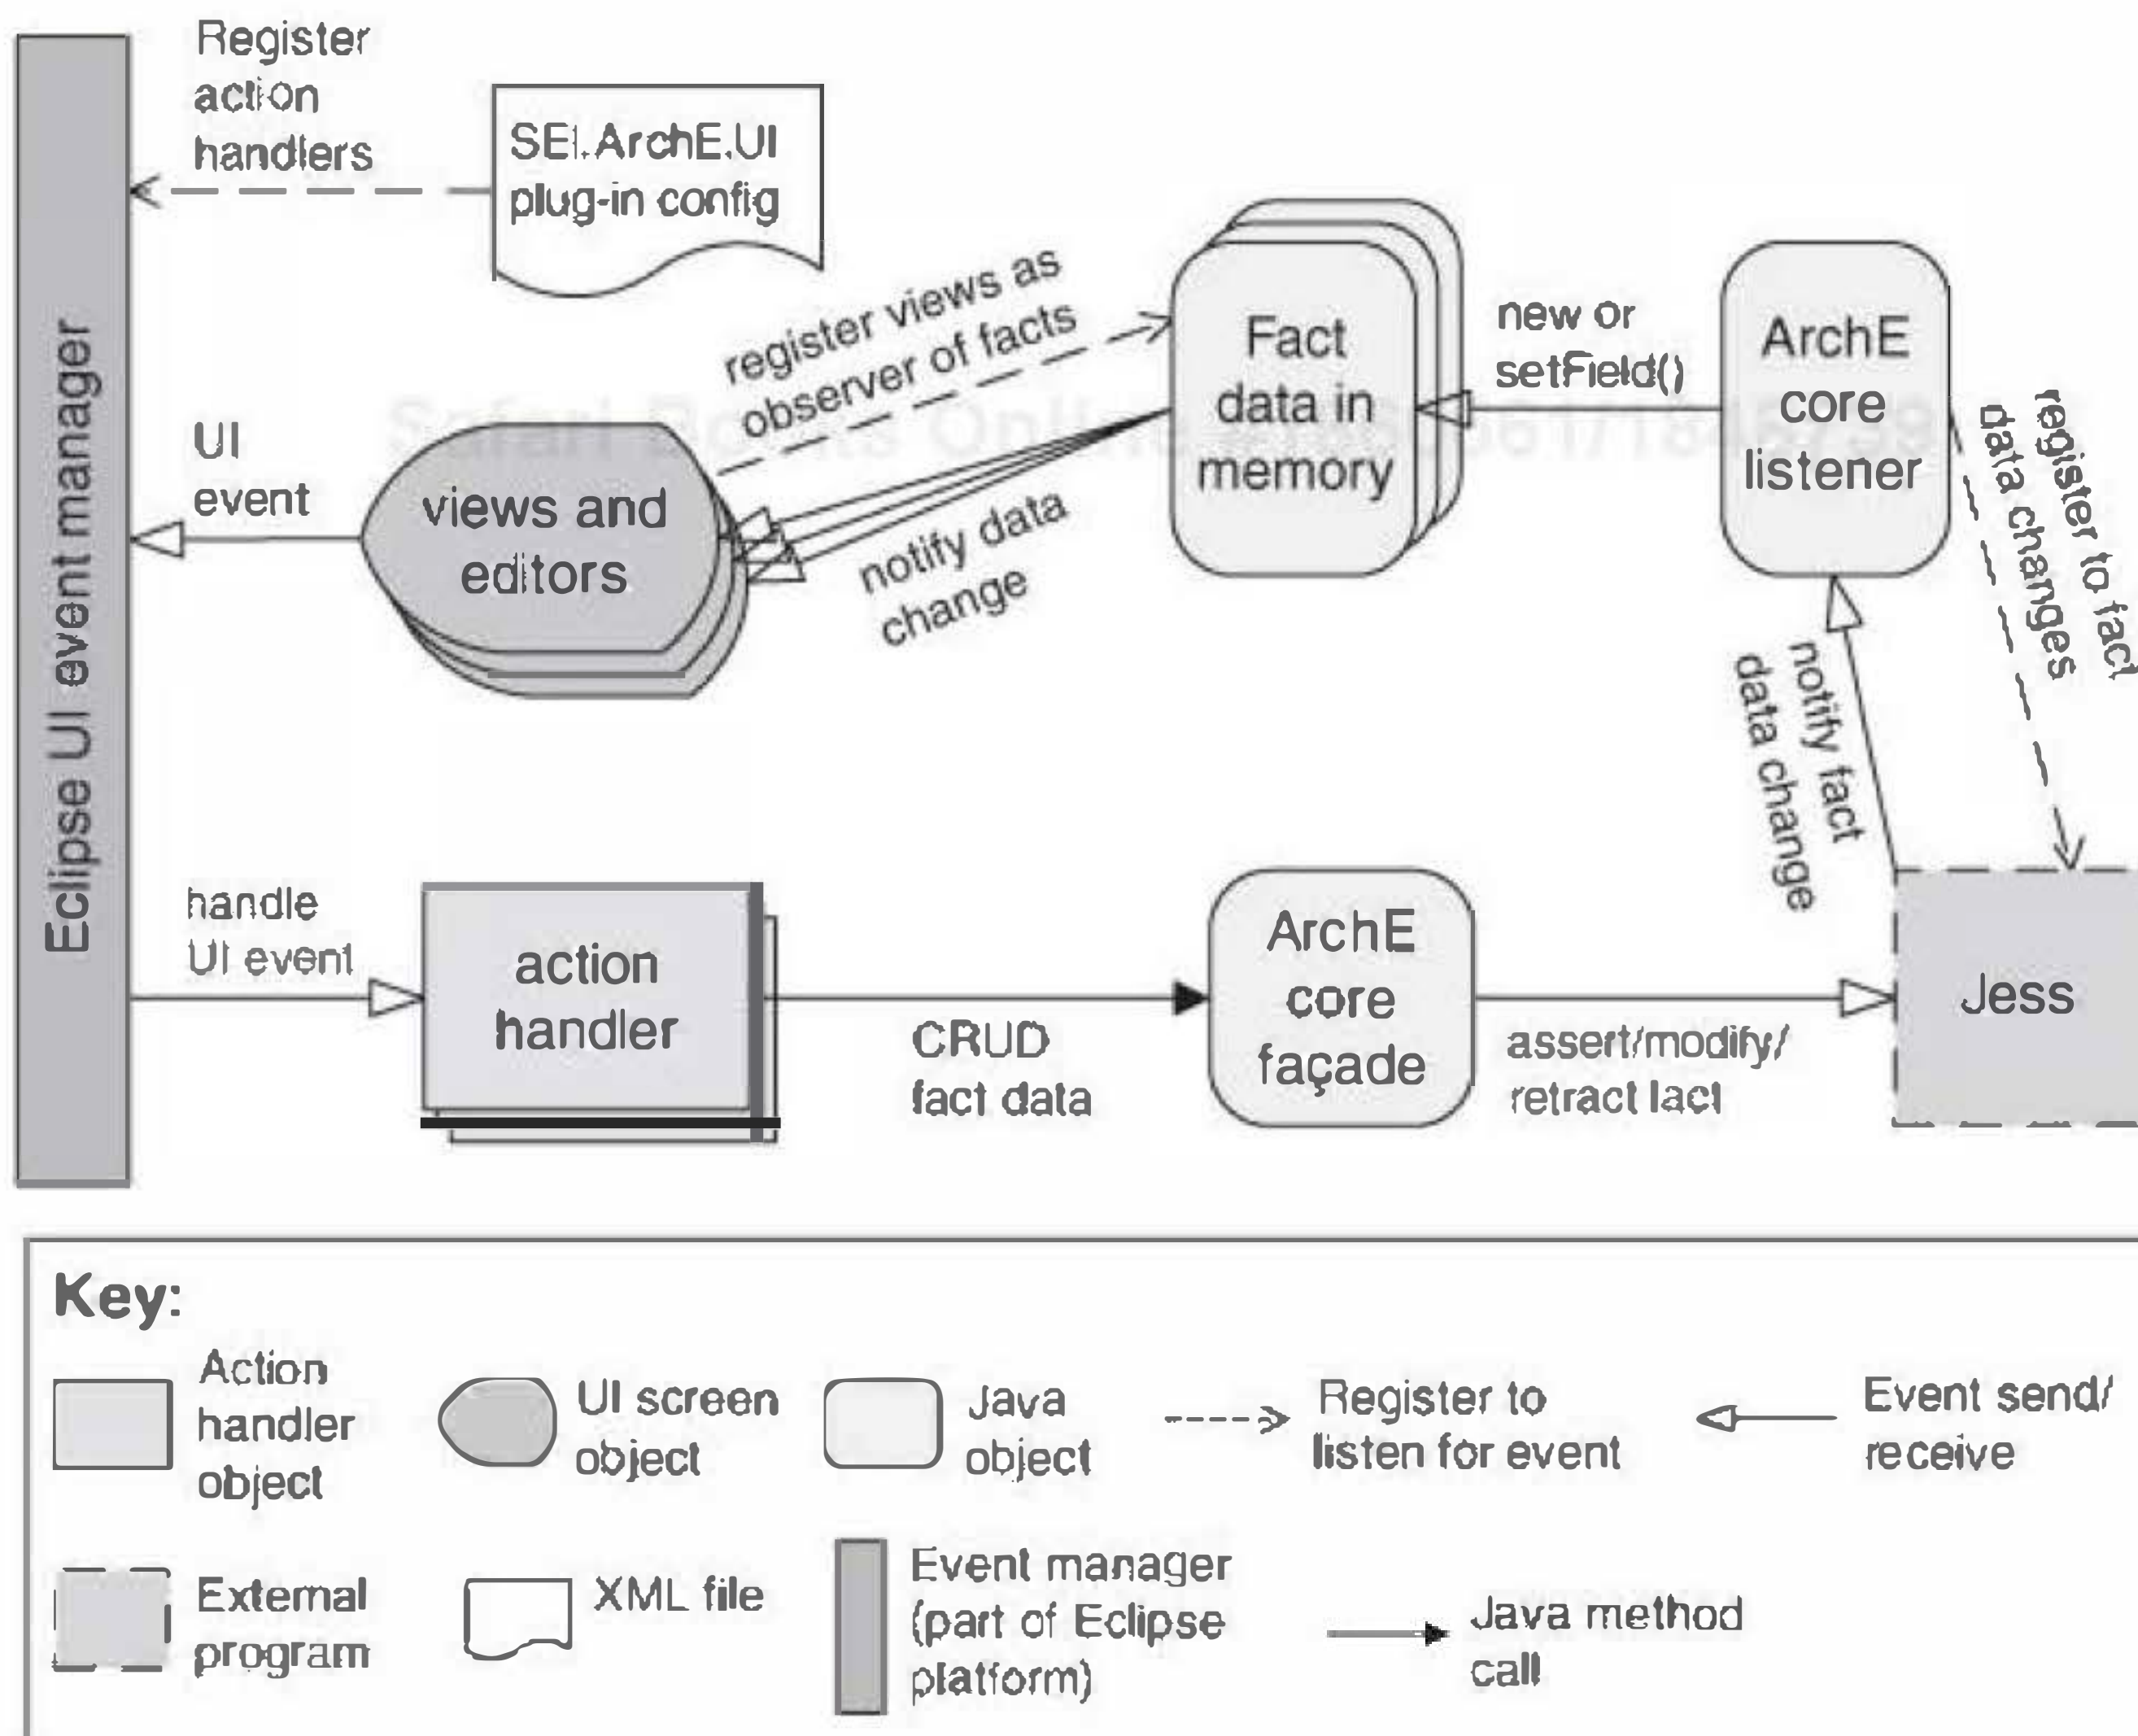 Register
action
handlers
SEI.ArchE.UI
plug-in config
Eclipse UI event manager
UI
event
views and
editors
register views as
observer of facts
notify data
change
Fact
data in
memory
new or
setField()
ArchE
core
listener
register to fact
data changes
notify fact
data change
handle
UI event
action
handler
CRUD
fact data
ArchE
core
façade
assert/modify/
retract lact
Jess
Safari Books Online
Key:
Action
handler
object
UI screen
object
Java
object
Register to
listen for event
Event send/
receive
External
program
XML file
Event manager
(part of Eclipse
platform)
Java method
call